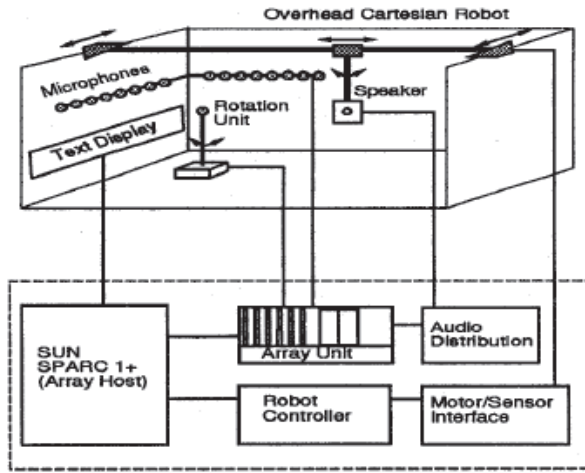 Overhead Cartesian Robot
Microphones
Speaker
Rotation
Unit
Text Display
SUN
SPARC 1+
(Array Host)
Array Unit
Audio
Distribution
Robot
Controller
Motor/Sensor
Interface